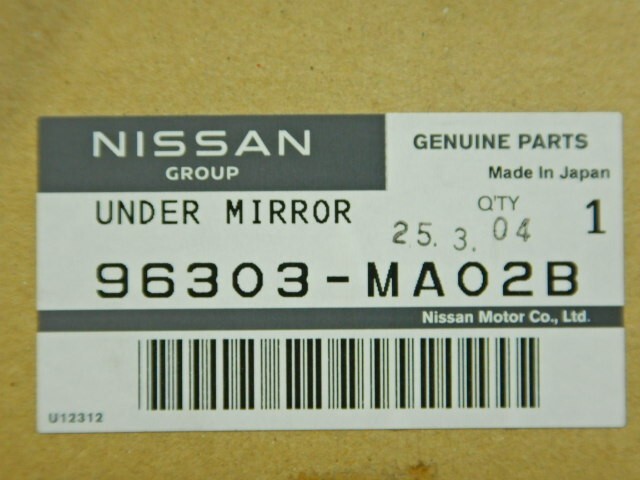 NISSAN
GROUP
GENUINE PARTS
Made In Japan
UNDER MIRROR
Q'TY
1
25. 3. 04
96303-MA02B
Nissan Motor Co., Ltd.
U12312